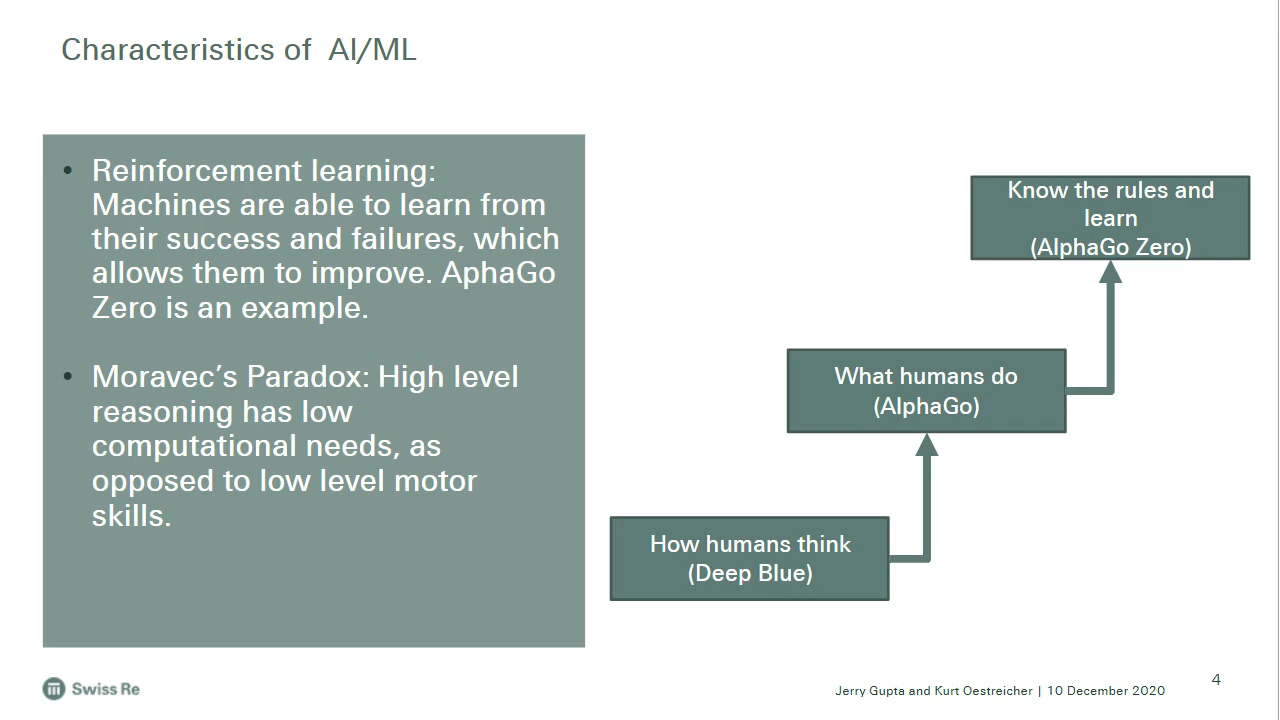 Characteristics of AI/ML
• Reinforcement learning:
Machines are able to learn from
their success and failures, which
allows them to improve. AphaGo
Zero is an example.
• Moravec's Paradox: High level
reasoning has low
computational needs, as
opposed to low level motor
skills.
Know the rules and
learn
(AlphaGo Zero)
What humans do
(AlphaGo)
How humans think
(Deep Blue)
Swiss Re
Jerry Gupta and Kurt Oestreicher | 10 December 2020
4